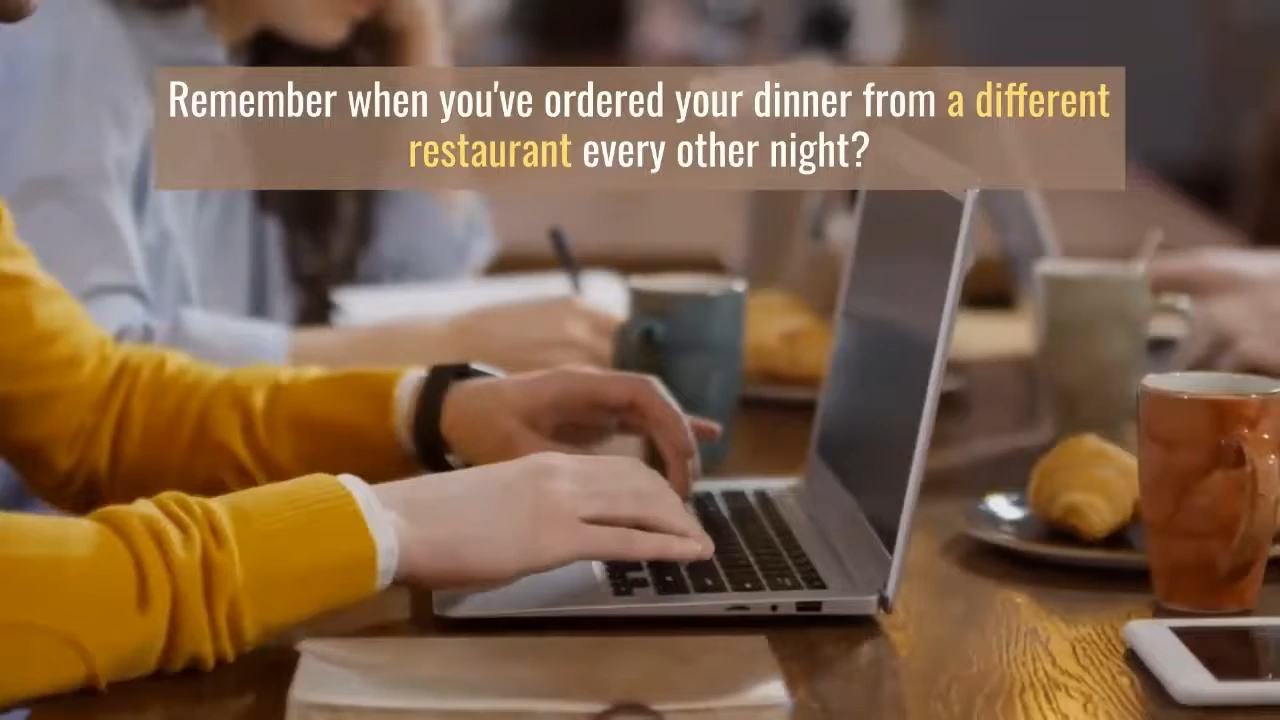 Remember when you've ordered your dinner from a different
restaurant every other night?